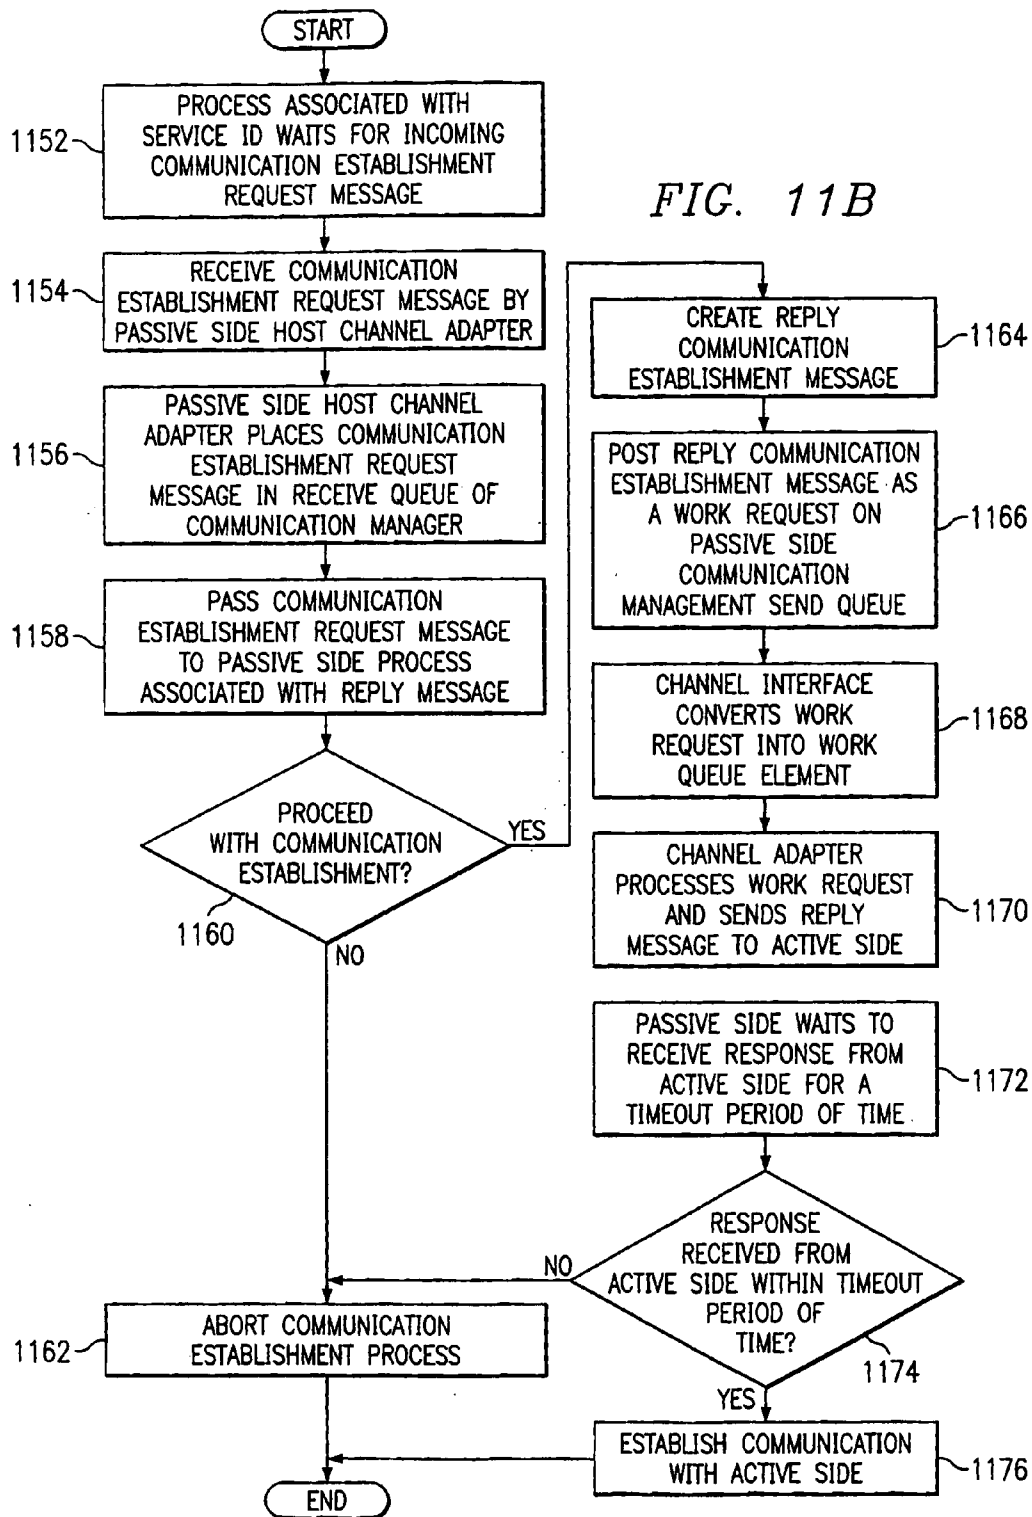 START
1152
PROCESS ASSOCIATED WITH
SERVICE ID WAITS FOR INCOMING
COMMUNICATION ESTABLISHMENT
REQUEST MESSAGE
FIG. 11B
1154
RECEIVE COMMUNICATION
ESTABLISHMENT REQUEST MESSAGE BY
PASSIVE SIDE HOST CHANNEL ADAPTER
1156
PASSIVE SIDE HOST CHANNEL
ADAPTER PLACES COMMUNICATION
ESTABLISHMENT REQUEST
MESSAGE IN RECEIVE QUEUE OF
COMMUNICATION MANAGER
1158
PASS COMMUNICATION
ESTABLISHMENT REQUEST MESSAGE
TO PASSIVE SIDE PROCESS
ASSOCIATED WITH REPLY MESSAGE
PROCEED
WITH COMMUNICATION
ESTABLISHMENT?
YES
1160
NO
CREATE REPLY
COMMUNICATION
ESTABLISHMENT MESSAGE
1164
POST REPLY COMMUNICATION
ESTABLISHMENT MESSAGE AS
A WORK REQUEST ON
PASSIVE SIDE
COMMUNICATION
MANAGEMENT SEND QUEUE
1166
CHANNEL INTERFACE
CONVERTS WORK
REQUEST INTO WORK
QUEUE ELEMENT
1168
CHANNEL ADAPTER
PROCESSES WORK REQUEST
AND SENDS REPLY
MESSAGE TO ACTIVE SIDE
1170
PASSIVE SIDE WAITS TO
RECEIVE RESPONSE FROM
ACTIVE SIDE FOR A
TIMEOUT PERIOD OF TIME
1172
RESPONSE
RECEIVED FROM
ACTIVE SIDE WITHIN TIMEOUT
PERIOD OF
TIME?
NO
1174
YES
1162
ABORT COMMUNICATION
ESTABLISHMENT PROCESS
ESTABLISH COMMUNICATION
WITH ACTIVE SIDE
1176
END